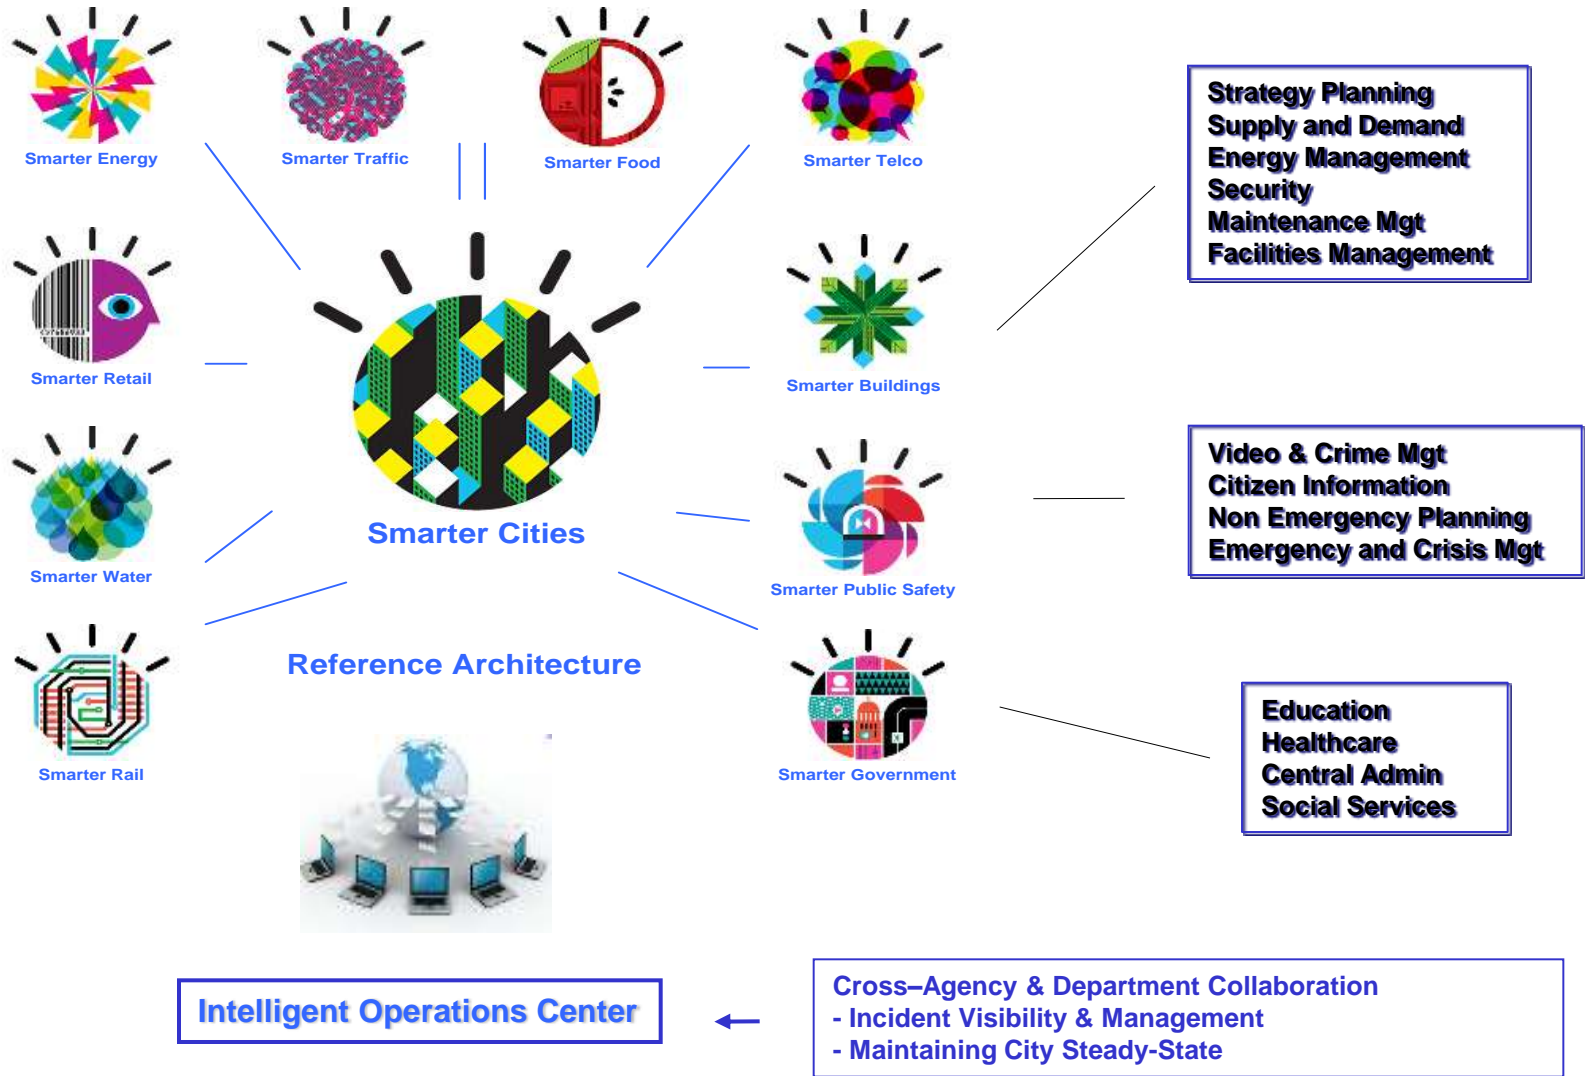 Smarter Energy
Smarter Traffic
Smarter Food
Smarter Telco
Strategy Planning
Supply and Demand
Energy Management
Security
Maintenance Mgt
Facilities Management
Smarter Retail
Smarter Buildings
Smarter Cities
Video & Crime Mgt
Citizen Information
Non Emergency Planning
Emergency and Crisis Mgt
Smarter Water
Smarter Public Safety
Reference Architecture
Smarter Rail
Smarter Government
Education
Healthcare
Central Admin
Social Services
Intelligent Operations Center
Cross–Agency & Department Collaboration
- Incident Visibility & Management
- Maintaining City Steady-State